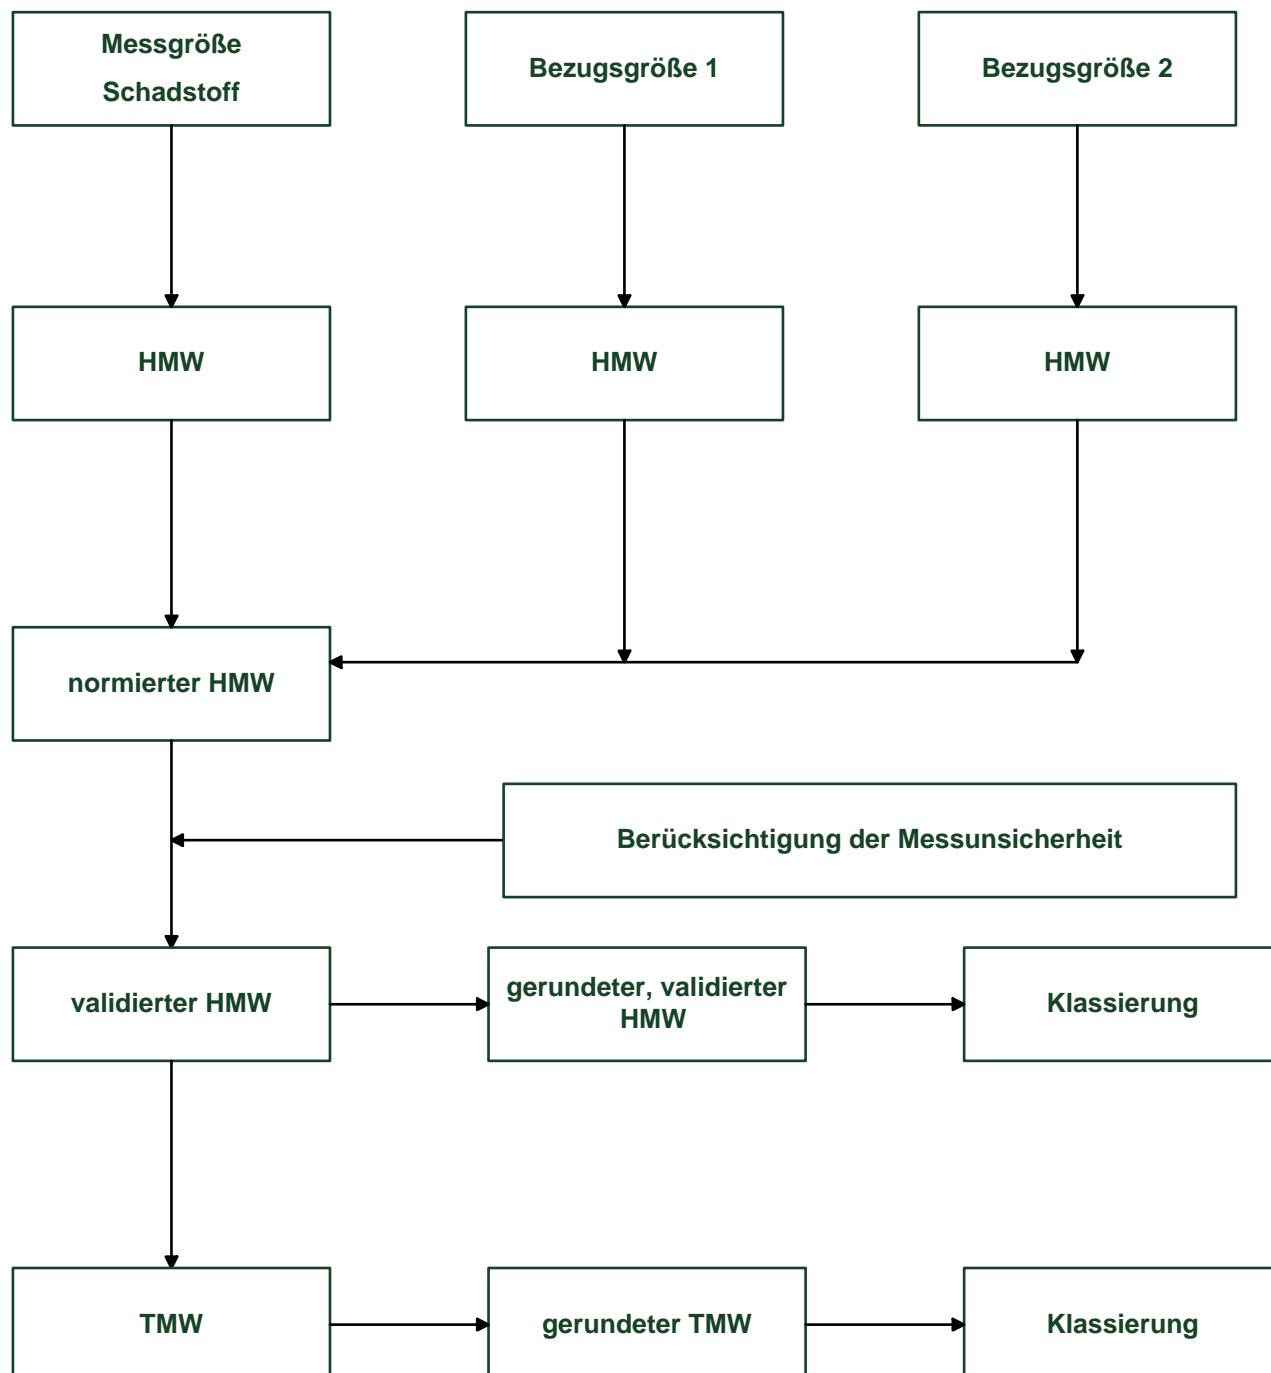 Messgröße
Schadstoff
Bezugsgröße 1
Bezugsgröße 2
HMW
HMW
HMW
normierter HMW
Berücksichtigung der Messunsicherheit
validierter HMW
gerundeter, validierter
HMW
Klassierung
TMW
gerundeter TMW
Klassierung